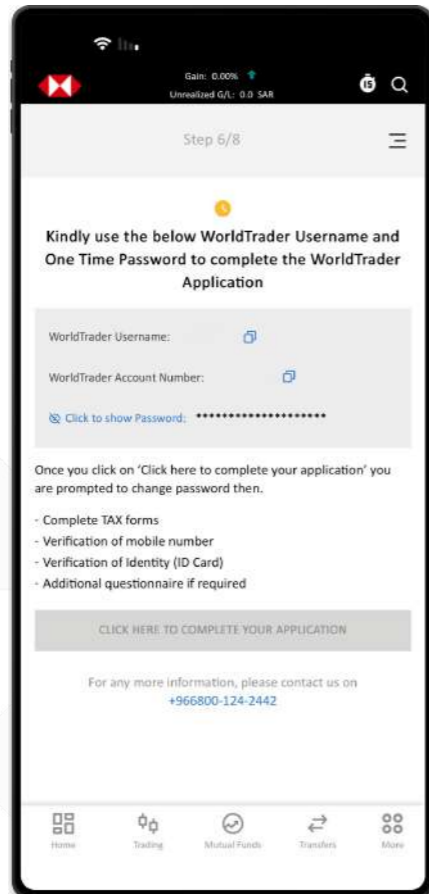 Gain: 0.00%
15
Unrealized G/L: 0.0 SAR
Step 6/8
Kindly use the below WorldTrader Username and
One Time Password to complete the WorldTrader
Application
WorldTrader Username:
WorldTrader Account Number:
Click to show Password: ********************
Once you click on ‘Click here to complete your application’ you
are prompted to change password then.
- Complete TAX forms
- Verification of mobile number
- Verification of Identity (ID Card)
- Additional questionnaire if required
CLICK HERE TO COMPLETE YOUR APPLICATION
For any more information, please contact us on
+966800-124-2442
Home Trading Mutual Funds Transfers More